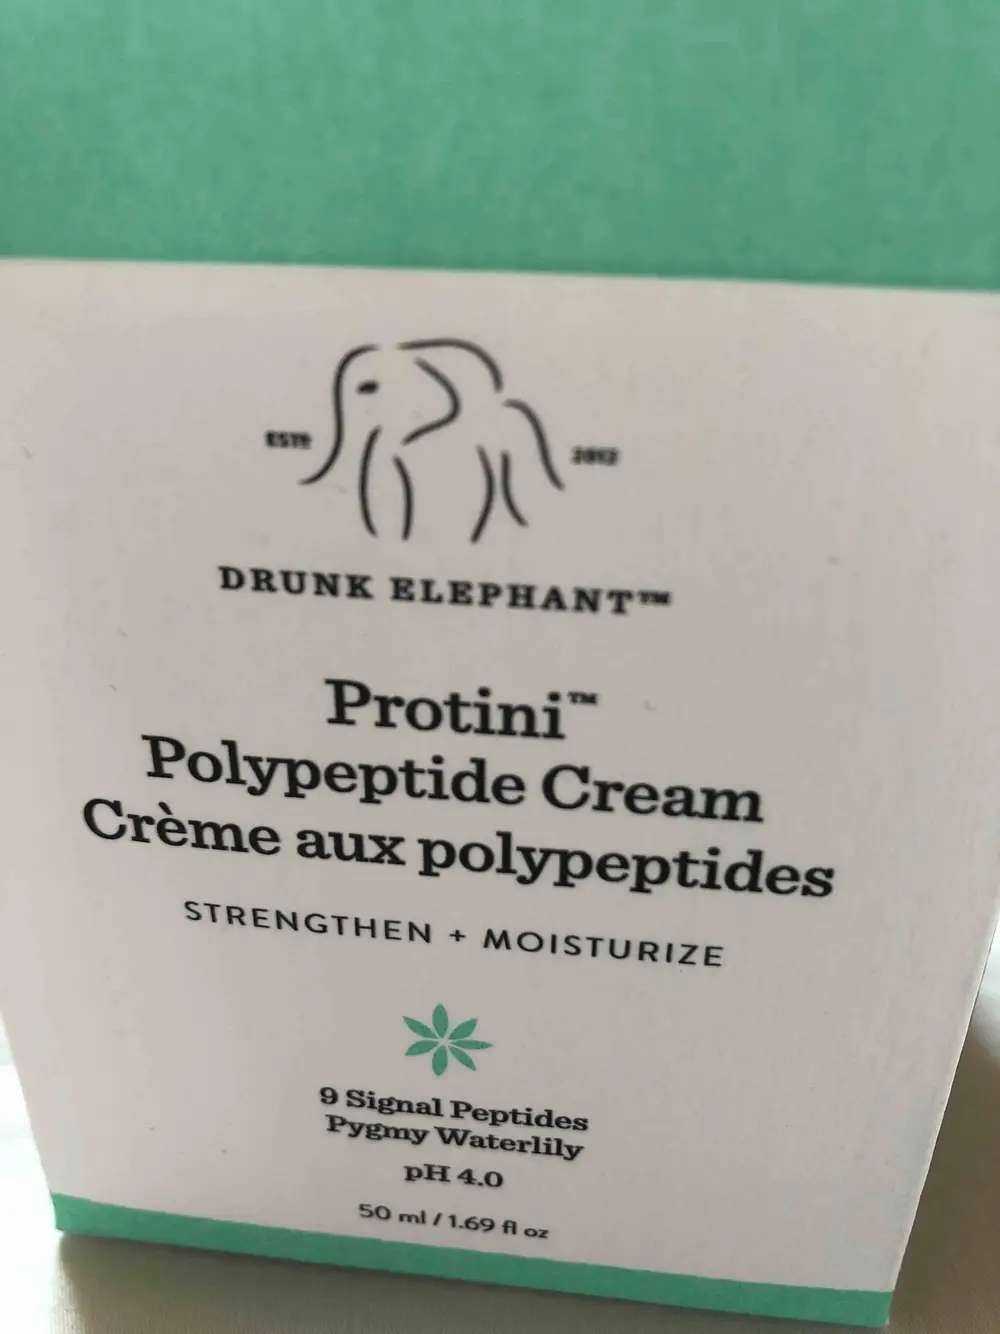 ESTD 2012
DRUNK ELEPHANT™
Protini™
Polypeptide Cream
Crème aux polypeptides
STRENGTHEN + MOISTURIZE
9 Signal Peptides
Pygmy Waterlily
pH 4.0
50 ml / 1.69 fl oz